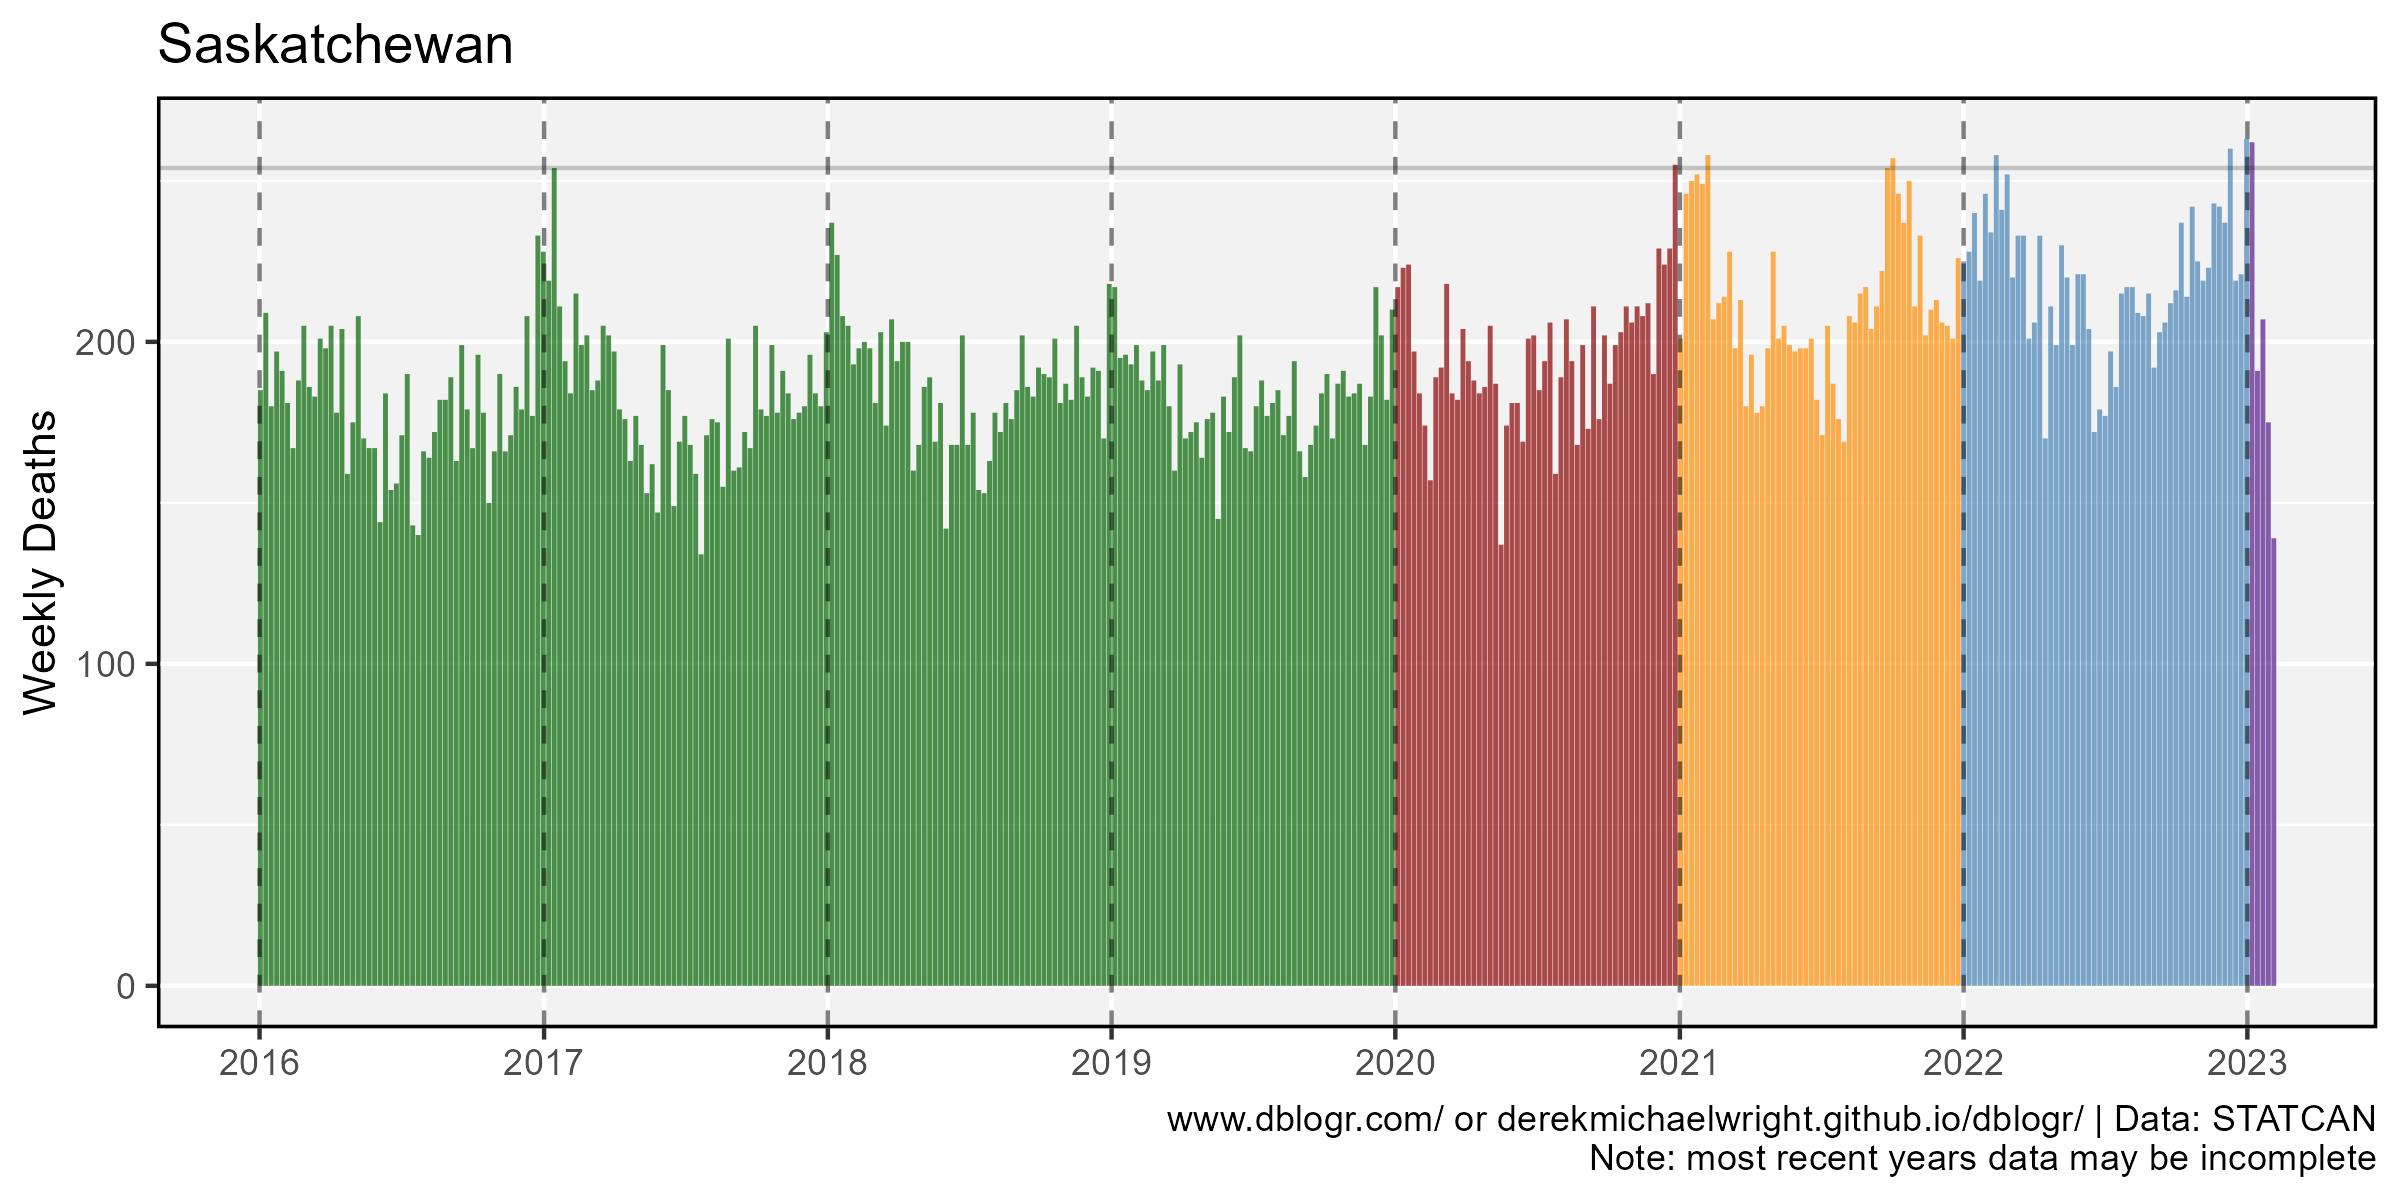 Saskatchewan
Weekly Deaths
200
100
0
2016 2017 2018 2019 2020 2021 2022 2023
www.dblogr.com/ or derekmichaelwright.github.io/dblogr/ | Data: STATCAN
Note: most recent years data may be incomplete